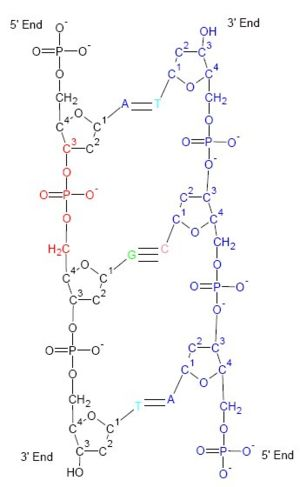 5' End O⁻ OH 3' End
O=P-O⁻ C2 C3
O C1 C4
O
CH2 A T CH2
O O
C4 C1
C3 C2 P=O O⁻
O O
O=P-O⁻ C2 C3
O C1 C4
O
H2C G C CH2
O O
C4 C1
C3 C2 O=P-O⁻
O O⁻
O=P-O⁻ C2 C3
O C1 C4
O
CH2 T A CH2
O O
C4 C1
3' End C3 C2 O=P-O⁻ 5' End
HO O⁻